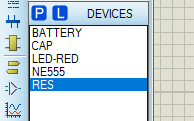 P L DEVICES
BATTERY
CAP
LED-RED
NE555
RES